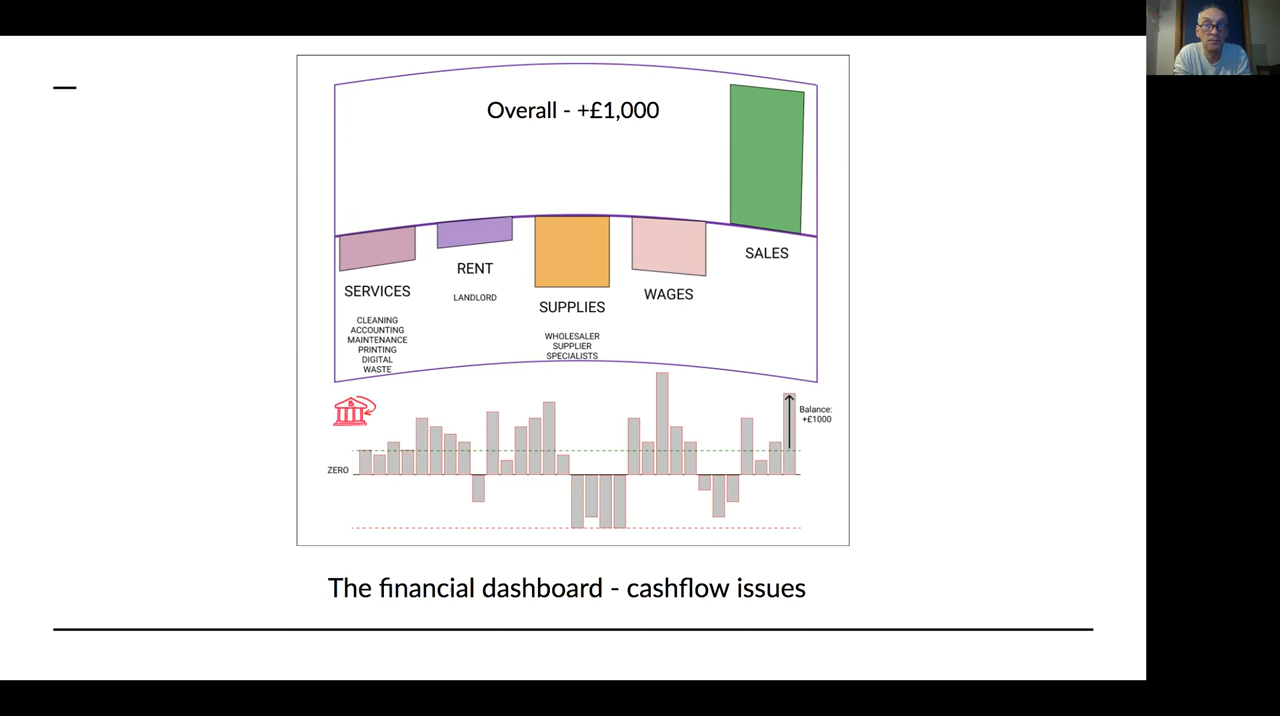 Overall - +£1,000
SALES
RENT
LANDLORD
SERVICES
CLEANING
ACCOUNTING
MAINTENANCE
PRINTING
DIGITAL
WASTE
SUPPLIES
WHOLESALER
SUPPLIER
SPECIALISTS
WAGES
Balance:
+£1000
ZERO
The financial dashboard - cashflow issues